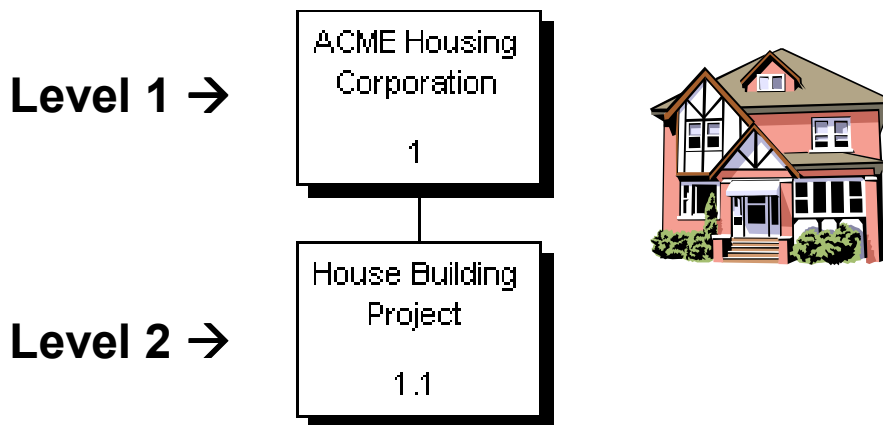 Level 1 →
ACME Housing
Corporation
1
Level 2 →
House Building
Project
1.1